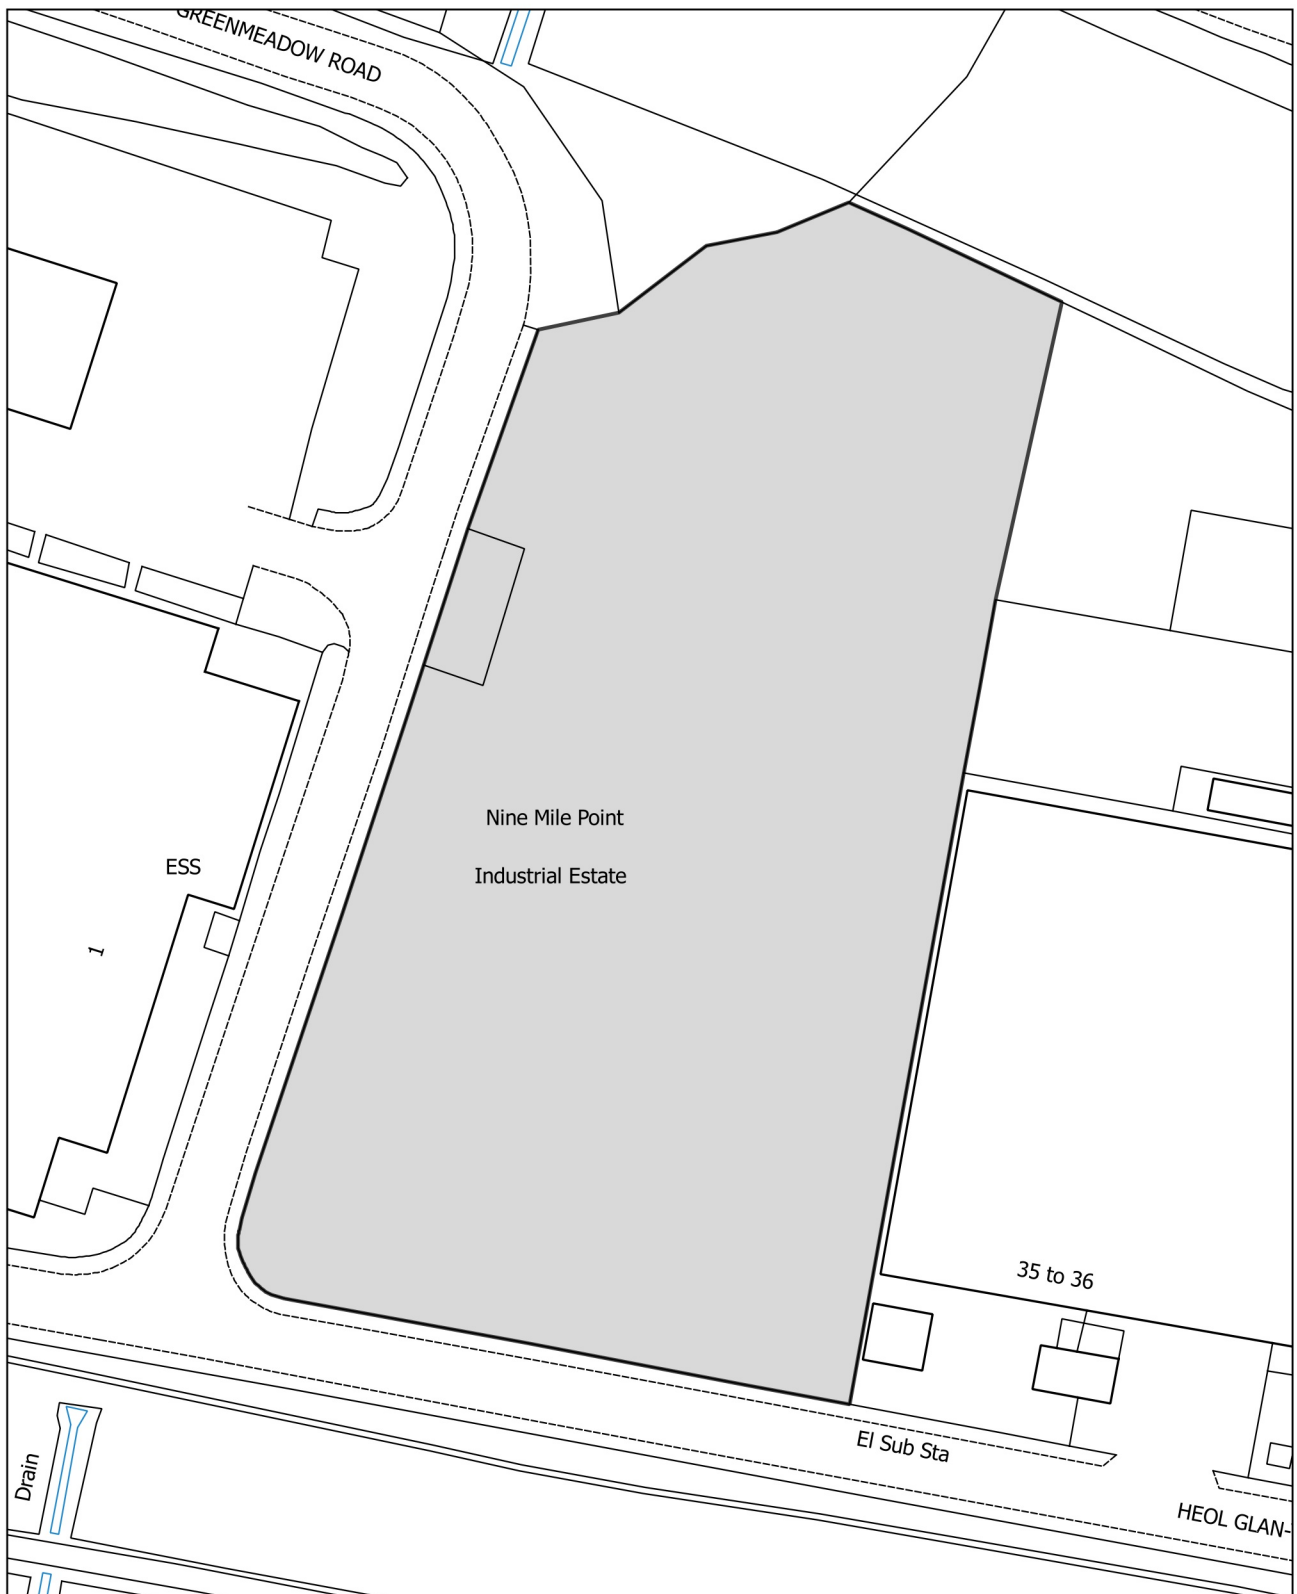 GREENMEADOW ROAD
Nine Mile Point
Industrial Estate
ESS
1
35 to 36
El Sub Sta
Drain
HEOL GLAN-